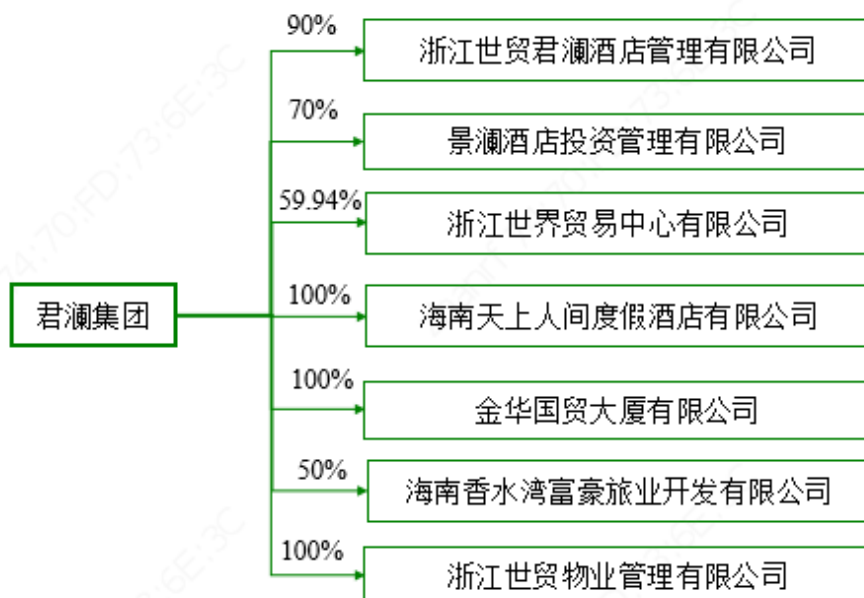 90%
浙江世贸君澜酒店管理有限公司
70%
景澜酒店投资管理有限公司
59.94%
浙江世界贸易中心有限公司
君澜集团
100%
海南天上人间度假酒店有限公司
100%
金华国贸大厦有限公司
50%
海南香水湾富豪旅业开发有限公司
100%
浙江世贸物业管理有限公司